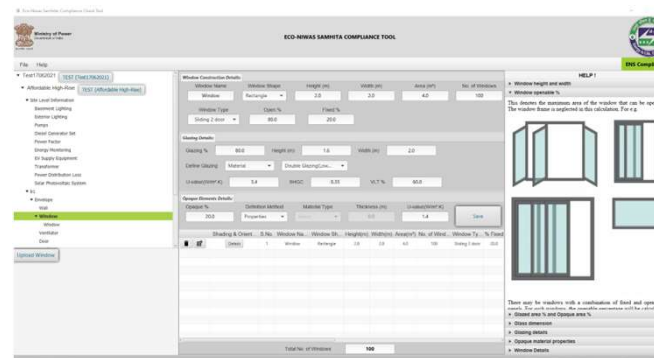 Eco-Niwas Samhita Compliance Check Tool
Ministry of Power
ECO-NIWAS SAMHITA COMPLIANCE TOOL
File Help
ENS Compli
Test17062021 TEST (Test17062021)
Affordable High-Rise TEST (Affordable High-Rise)
Site Level Information
Basement Lighting
Exterior Lighting
Pumps
Diesel Generator Set
Power Factor
Energy Monitoring
EV Supply Equipment
Transformer
Power Distribution Loss
Solar Photovoltaic System
Envelope
Wall
Window
Window
Ventilator
Door
Upload Window
Window Construction Details
Window Name Window Shape Height (m) Width (m) Area (m²) No. of Windows
Window Rectangle 2.0 2.0 4.0 100
Window Type Open % Fixed %
Sliding 2 door 80.0 20.0
Glazing Details
Glazing % 80.0 Height (m) 1.6 Width (m) 2.0
Define Glazing Material Double Glazing(Low...
U-value(W/m².K) SHGC VLT %
Opaque Elements Details
Opaque % Definition Method Material Type Thickness (m) U-value(W/m².K)
20.0 Properties 0.0 1.4 Save
Shading & Orient... S.No. Window Na... Window Sh... Height(m) Width(m) Area(m²) No. of Wind... Window Ty... % Fixed
Details 1 Window Rectangle 2.0 2.0 4.0 100 Sliding 2 door 20.0
Total No. of Windows 100
HELP !
Window height and width
Window openable %
This denotes the maximum area of the window that can be ope
The window frame is neglected in this calculation. For e.g.
There may be windows with a combination of fixed and open
Glazed area % and Opaque area %
Glass dimension
Glazing details
Opaque material properties
Window Details